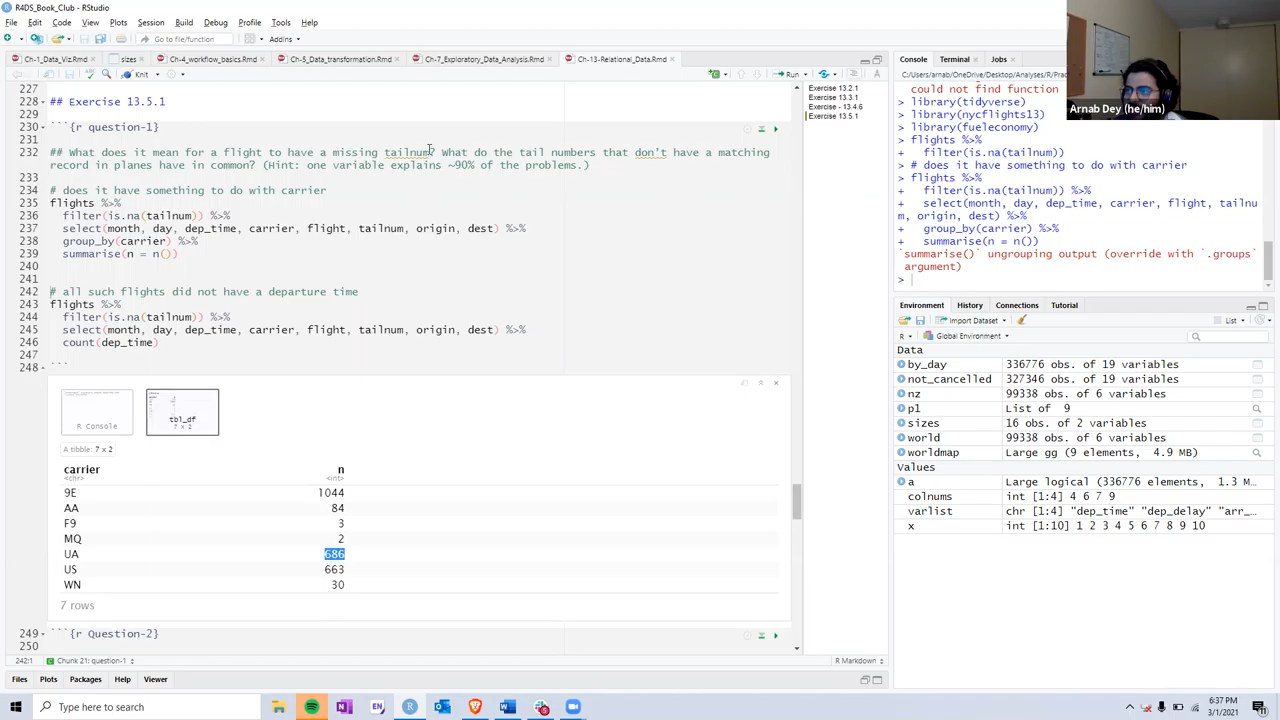 R4DS_Book_Club - RStudio
File Edit Code View Plots Session Build Debug Profile Tools Help
Go to file/function Addins
Ch-1_Data_Viz.Rmd sizes Ch-4_workflow_basics.Rmd Ch-5_Data_transformation.Rmd Ch-7_Exploratory_Data_Analysis.Rmd Ch-13-Relational_Data.Rmd
Knit Run
227
228 ## Exercise 13.5.1
229
230 ```{r question-1}
231
232 ## What does it mean for a flight to have a missing tailnum? What do the tail numbers that don't have a matching
record in planes have in common? (Hint: one variable explains ~90% of the problems.)
233
234 # does it have something to do with carrier
235 flights %>%
236 filter(is.na(tailnum)) %>%
237 select(month, day, dep_time, carrier, flight, tailnum, origin, dest) %>%
238 group_by(carrier) %>%
239 summarise(n = n())
240
241
242 # all such flights did not have a departure time
243 flights %>%
244 filter(is.na(tailnum)) %>%
245 select(month, day, dep_time, carrier, flight, tailnum, origin, dest) %>%
246 count(dep_time)
247
248 ```
R Console
tbl_df
7 x 2
A tibble: 7 x 2
carrier n
<chr> <int>
9E 1044
AA 84
F9 3
MQ 2
UA 686
US 663
WN 30
7 rows
249 ```{r Question-2}
250
242:1 Chunk 21: question-1 R Markdown
Files Plots Packages Help Viewer
Exercise 13.2.1
Exercise 13.3.1
Exercise - 13.4.6
Exercise 13.5.1
Console Terminal Jobs
C:/Users/arnab/OneDrive/Desktop/Analyses/R/Prac
could not find function
> library(tidyverse)
> library(nycflights13)
> library(fueleconomy)
> flights %>%
+ filter(is.na(tailnum))
> # does it have something to do with carrier
> flights %>%
+ filter(is.na(tailnum)) %>%
+ select(month, day, dep_time, carrier, flight, tailnu
m, origin, dest) %>%
+ group_by(carrier) %>%
+ summarise(n = n())
`summarise()` ungrouping output (override with `.groups`
argument)
>
Arnab Dey (he/him)
Environment History Connections Tutorial
Import Dataset List
R Global Environment
Data
by_day 336776 obs. of 19 variables
not_cancelled 327346 obs. of 19 variables
nz 99338 obs. of 6 variables
p1 List of 9
sizes 16 obs. of 2 variables
world 99338 obs. of 6 variables
worldmap Large gg (9 elements, 4.9 MB)
Values
a Large logical (336776 elements, 1.3 M…
colnums int [1:4] 4 6 7 9
varlist chr [1:4] "dep_time" "dep_delay" "arr_…
x int [1:10] 1 2 3 4 5 6 7 8 9 10
Type here to search
6:37 PM
3/1/2021